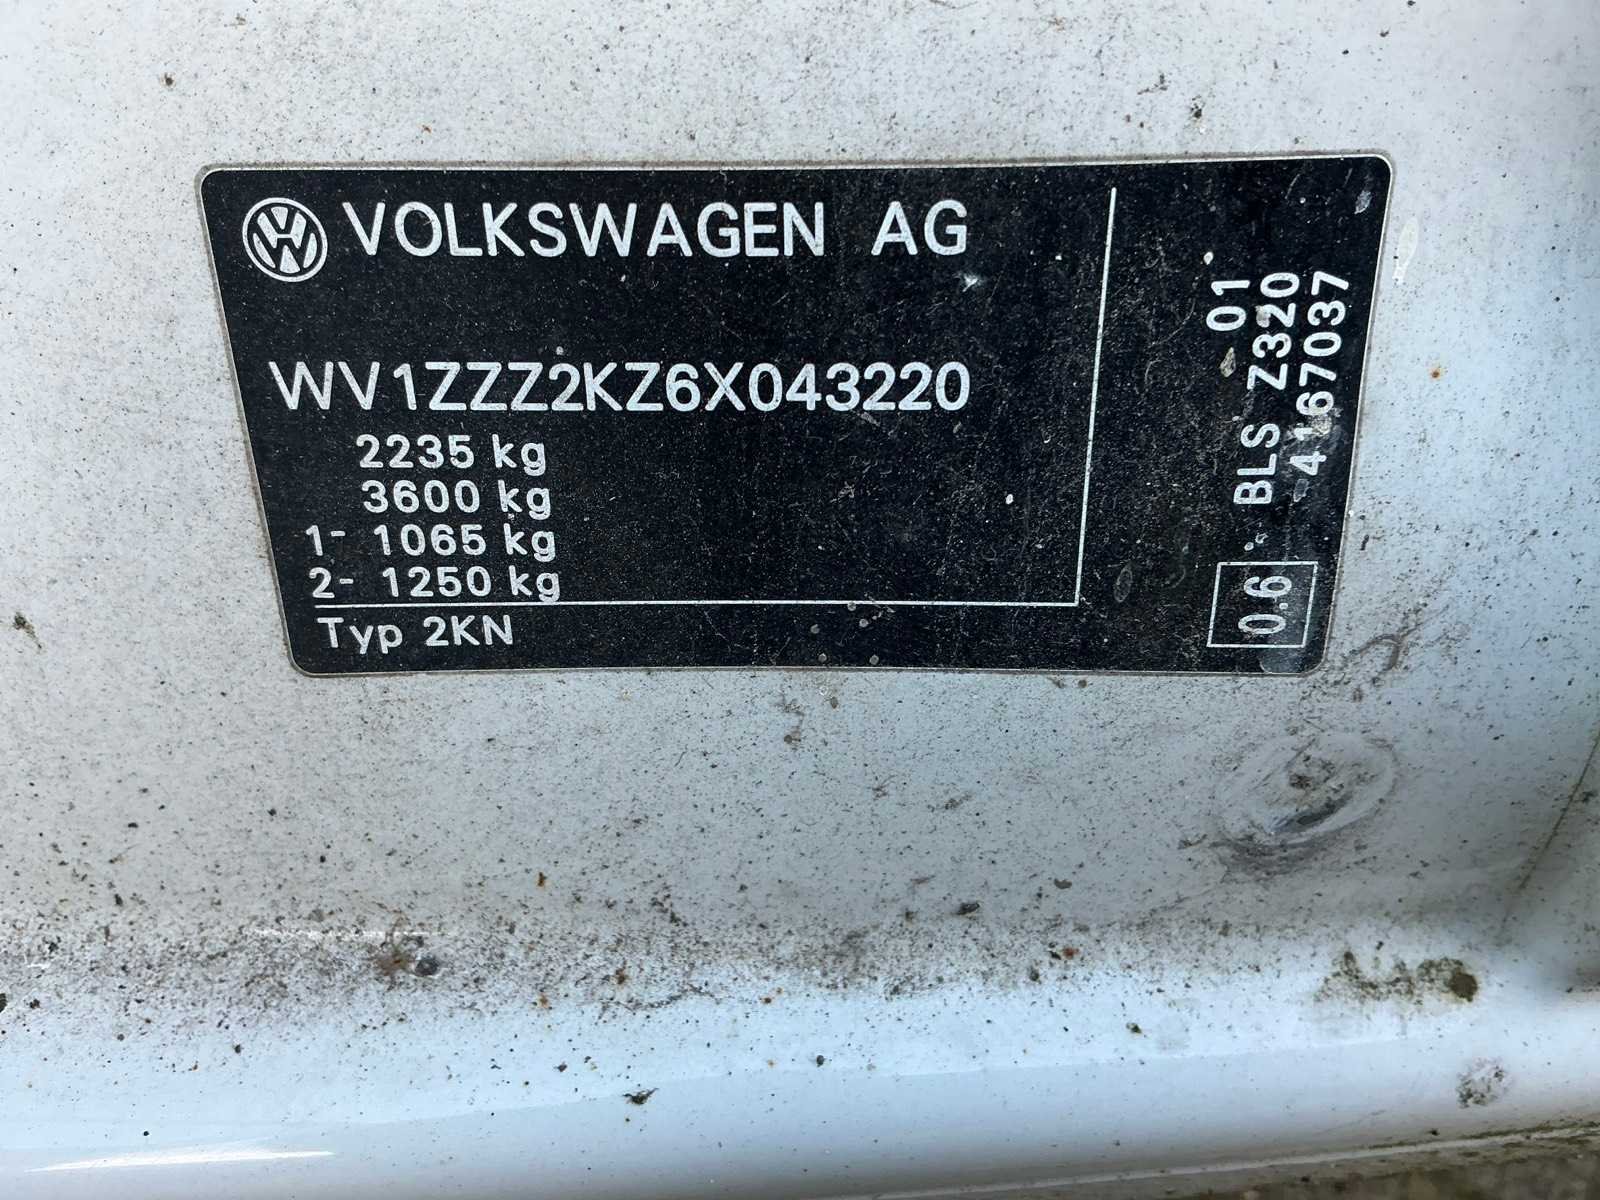 VOLKSWAGEN AG
WV1ZZZ2KZ6X043220
2235 kg
3600 kg
1- 1065 kg
2- 1250 kg
Typ 2KN
01
BLS Z320
4167037
0.6